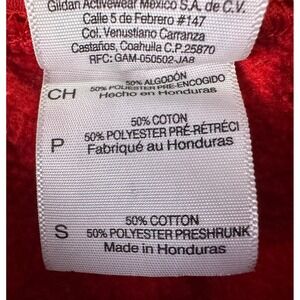 Gildan Activewear Mexico S.A. de C.V.
Calle 5 de Febrero #147
Col. Venustiano Carranza
Castaños, Coahuila C.P.25870
RFC: GAM-050502-JA8
50% ALGODÓN
CH 50% POLIESTER PRE-ENCOGIDO
Hecho en Honduras
50% COTON
P 50% POLYESTER PRÉ-RÉTRÉCI
Fabriqué au Honduras
50% COTTON
S 50% POLYESTER PRESHRUNK
Made in Honduras